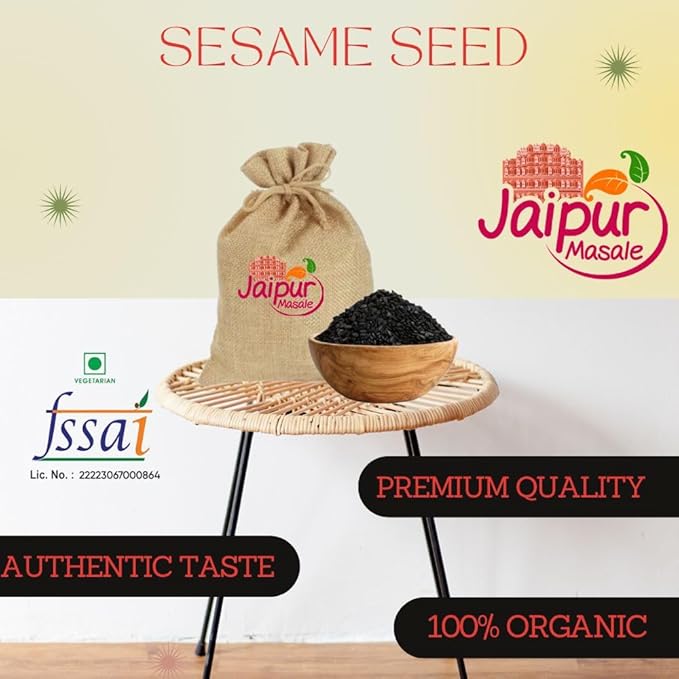 SESAME SEED
Jaipur
Masale
Jaipur
Masale
VEGETARIAN
fssai
Lic. No. : 22223067000864
PREMIUM QUALITY
AUTHENTIC TASTE
100% ORGANIC